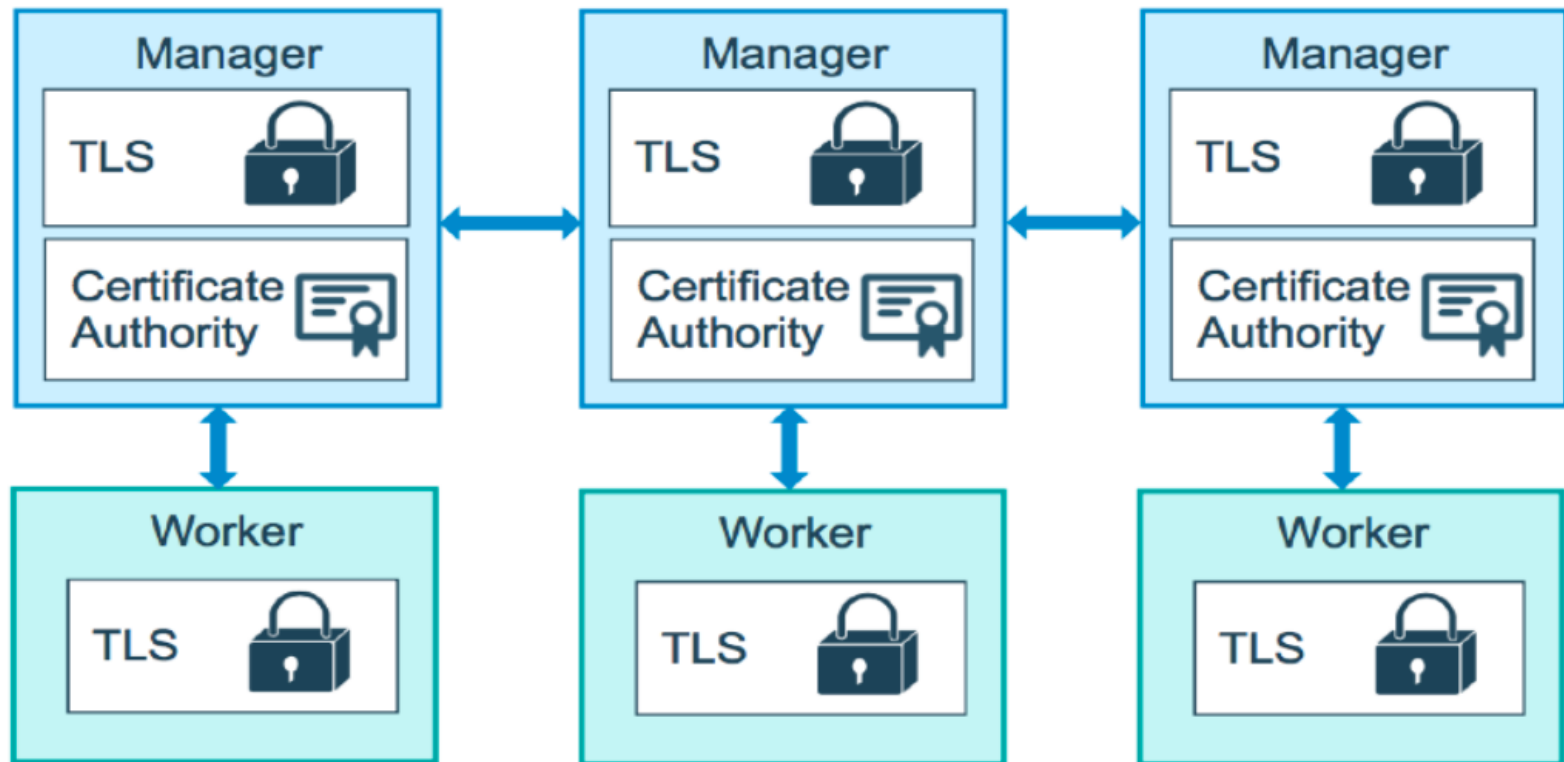 Manager
TLS
Certificate
Authority
Manager
TLS
Certificate
Authority
Manager
TLS
Certificate
Authority
Worker
TLS
Worker
TLS
Worker
TLS